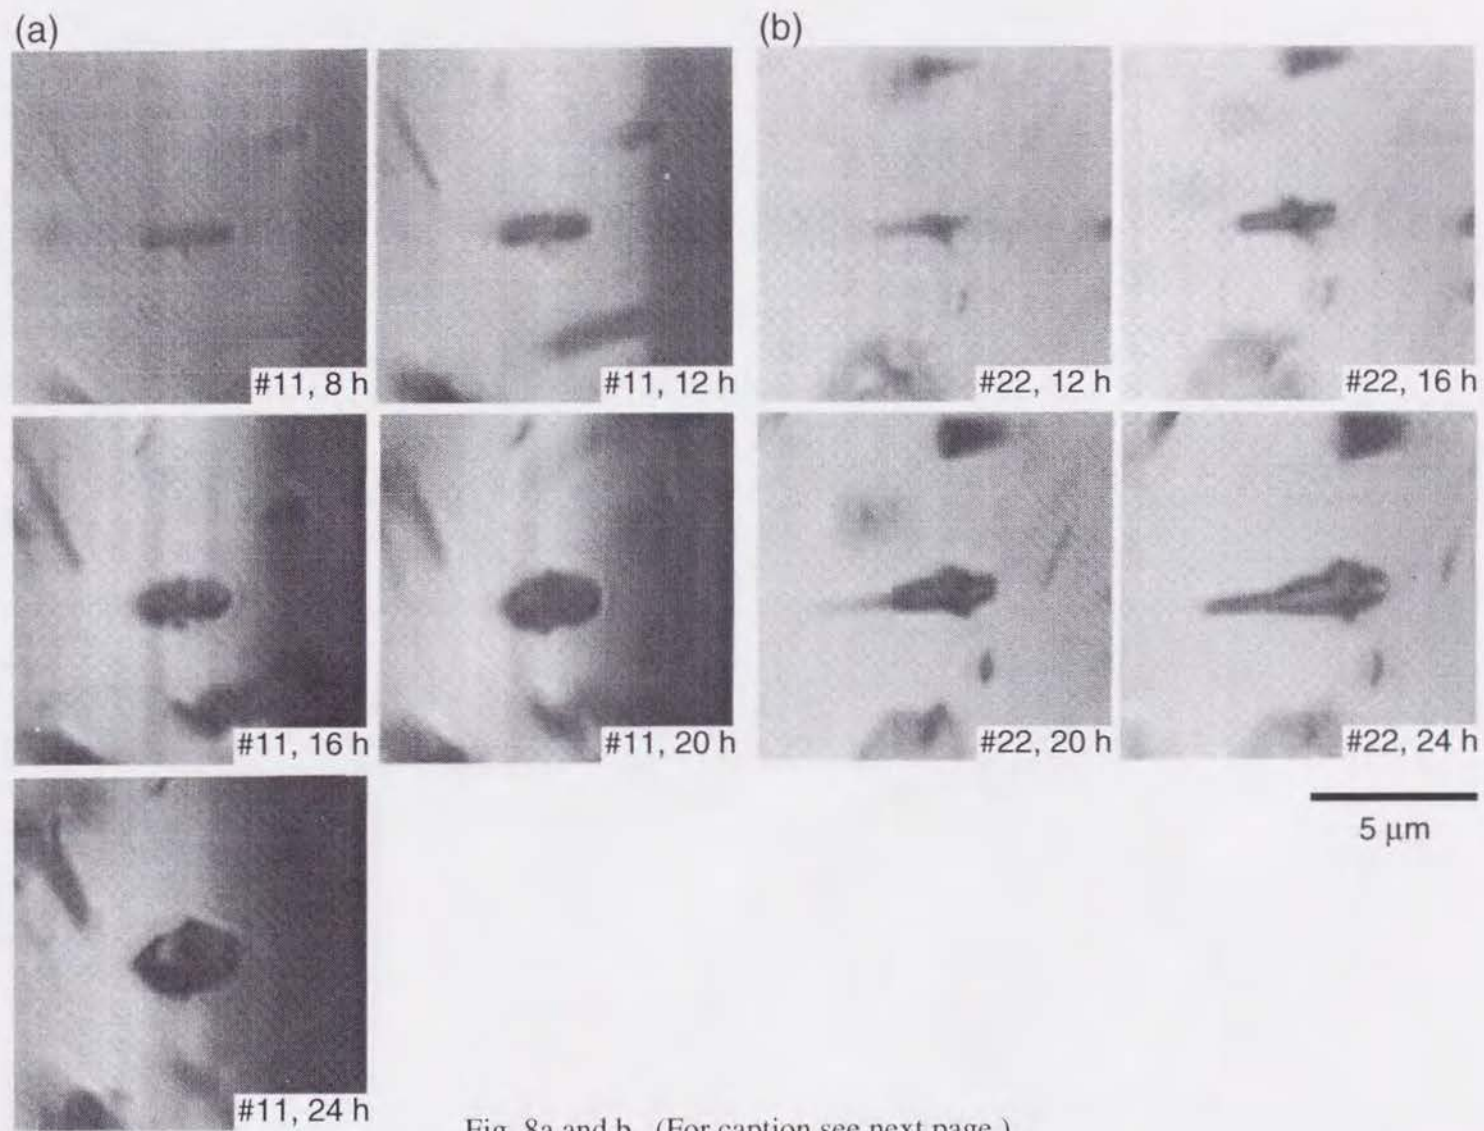 (a)
(b)
#11, 8 h
#11, 12 h
#22, 12 h
#22, 16 h
#11, 16 h
#11, 20 h
#22, 20 h
#22, 24 h
5 μm
#11, 24 h
Fig. 8a and b. (For caption see next page.)